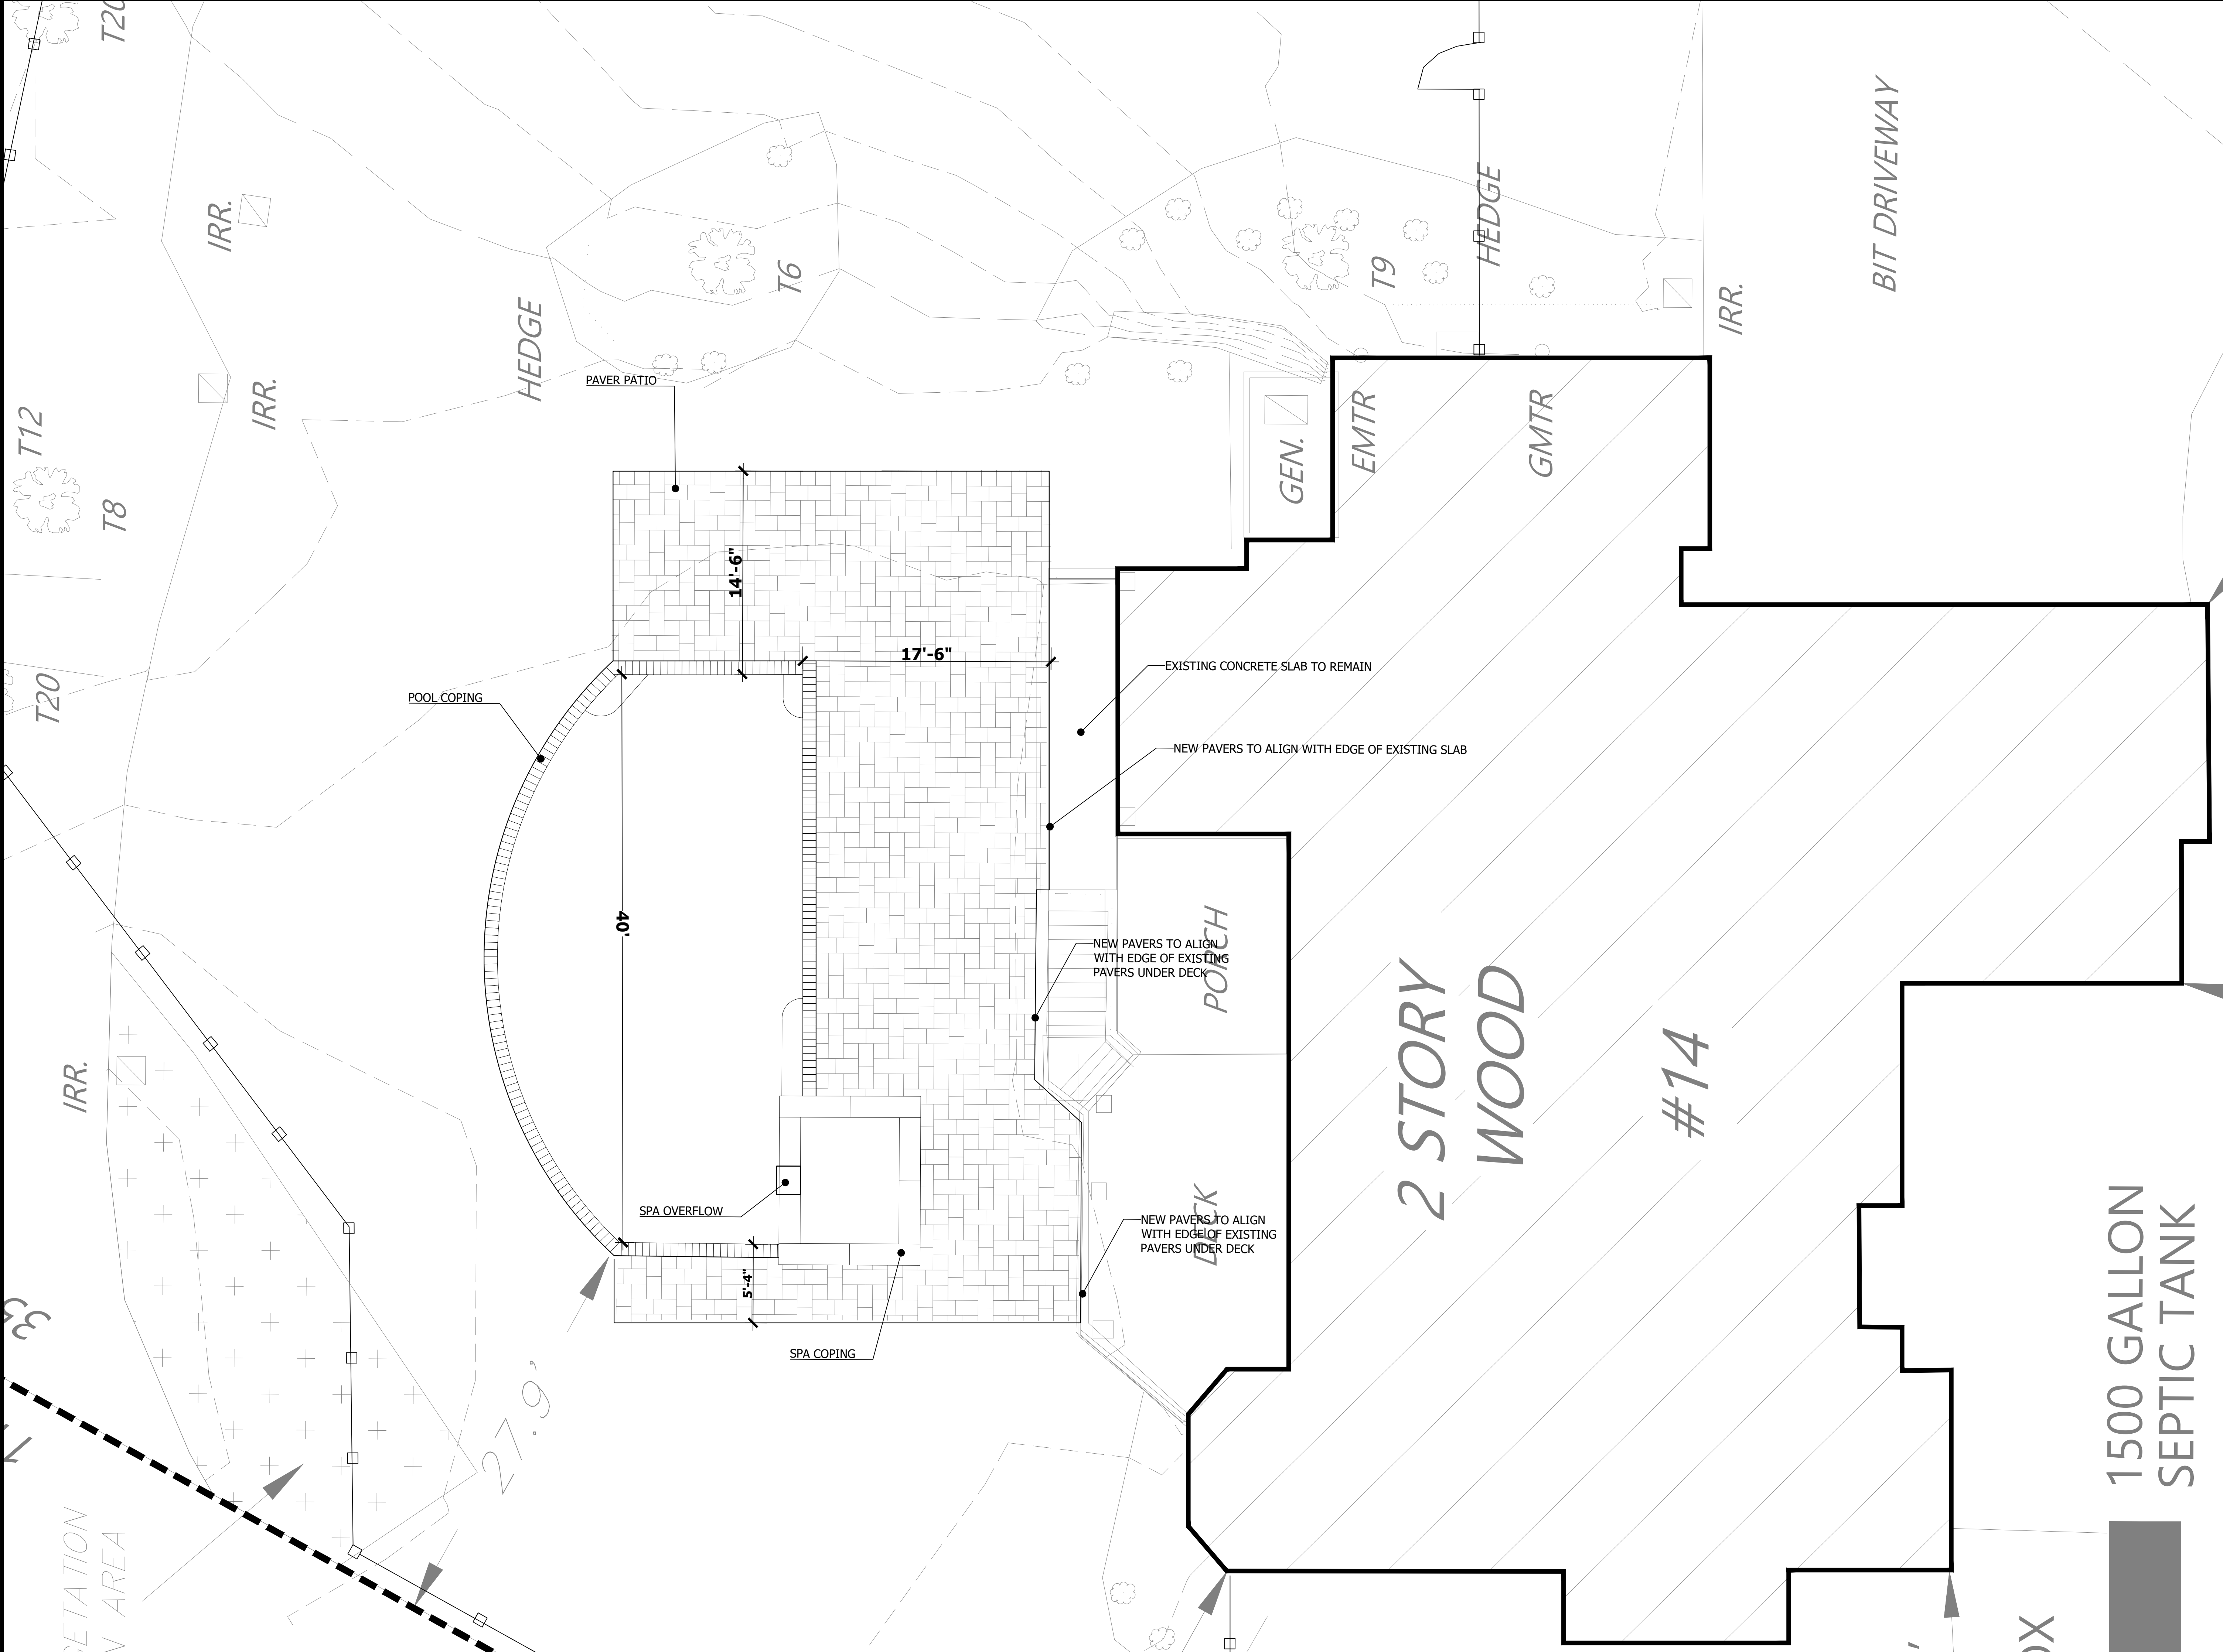 T20
IRR.
T6
HEDGE
T9
HEDGE
BIT DRIVEWAY
IRR.
IRR.
HEDGE
PAVER PATIO
T12
T8
GEN.
EMTR
GMTR
14'-6"
17'-6"
EXISTING CONCRETE SLAB TO REMAIN
T20
POOL COPING
NEW PAVERS TO ALIGN WITH EDGE OF EXISTING SLAB
40'
NEW PAVERS TO ALIGN
WITH EDGE OF EXISTING
PAVERS UNDER DECK
PORCH
2 STORY
WOOD
#14
IRR.
SPA OVERFLOW
DECK
NEW PAVERS TO ALIGN
WITH EDGE OF EXISTING
PAVERS UNDER DECK
5'-4"
SPA COPING
27.9'
1500 GALLON
SEPTIC TANK
AREA